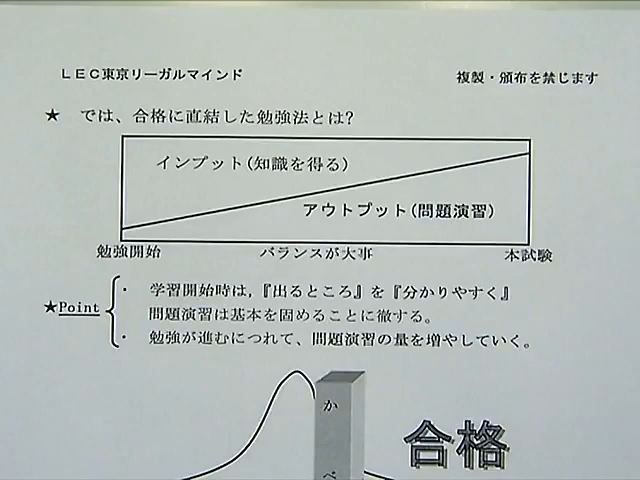 LEC東京リーガルマインド 複製・頒布を禁じます
★ では、合格に直結した勉強法とは?
インプット(知識を得る)
アウトプット(問題演習)
勉強開始 バランスが大事 本試験
・ 学習開始時は,『出るところ』を『分かりやすく』
★Point 問題演習は基本を固めることに徹する。
・ 勉強が進むにつれて、問題演習の量を増やしていく。
か
合格
べ